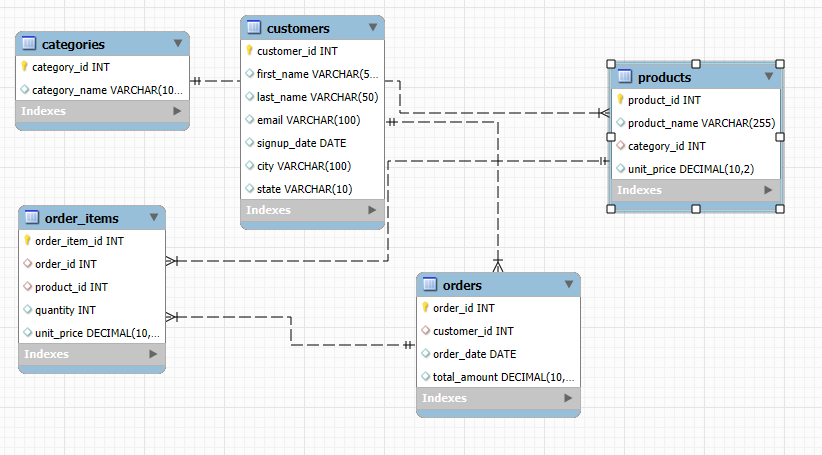 categories
category_id INT
category_name VARCHAR(10...
Indexes
customers
customer_id INT
first_name VARCHAR(5...
last_name VARCHAR(50)
email VARCHAR(100)
signup_date DATE
city VARCHAR(100)
state VARCHAR(10)
Indexes
products
product_id INT
product_name VARCHAR(255)
category_id INT
unit_price DECIMAL(10,2)
Indexes
order_items
order_item_id INT
order_id INT
product_id INT
quantity INT
unit_price DECIMAL(10,...
Indexes
orders
order_id INT
customer_id INT
order_date DATE
total_amount DECIMAL(10,...
Indexes